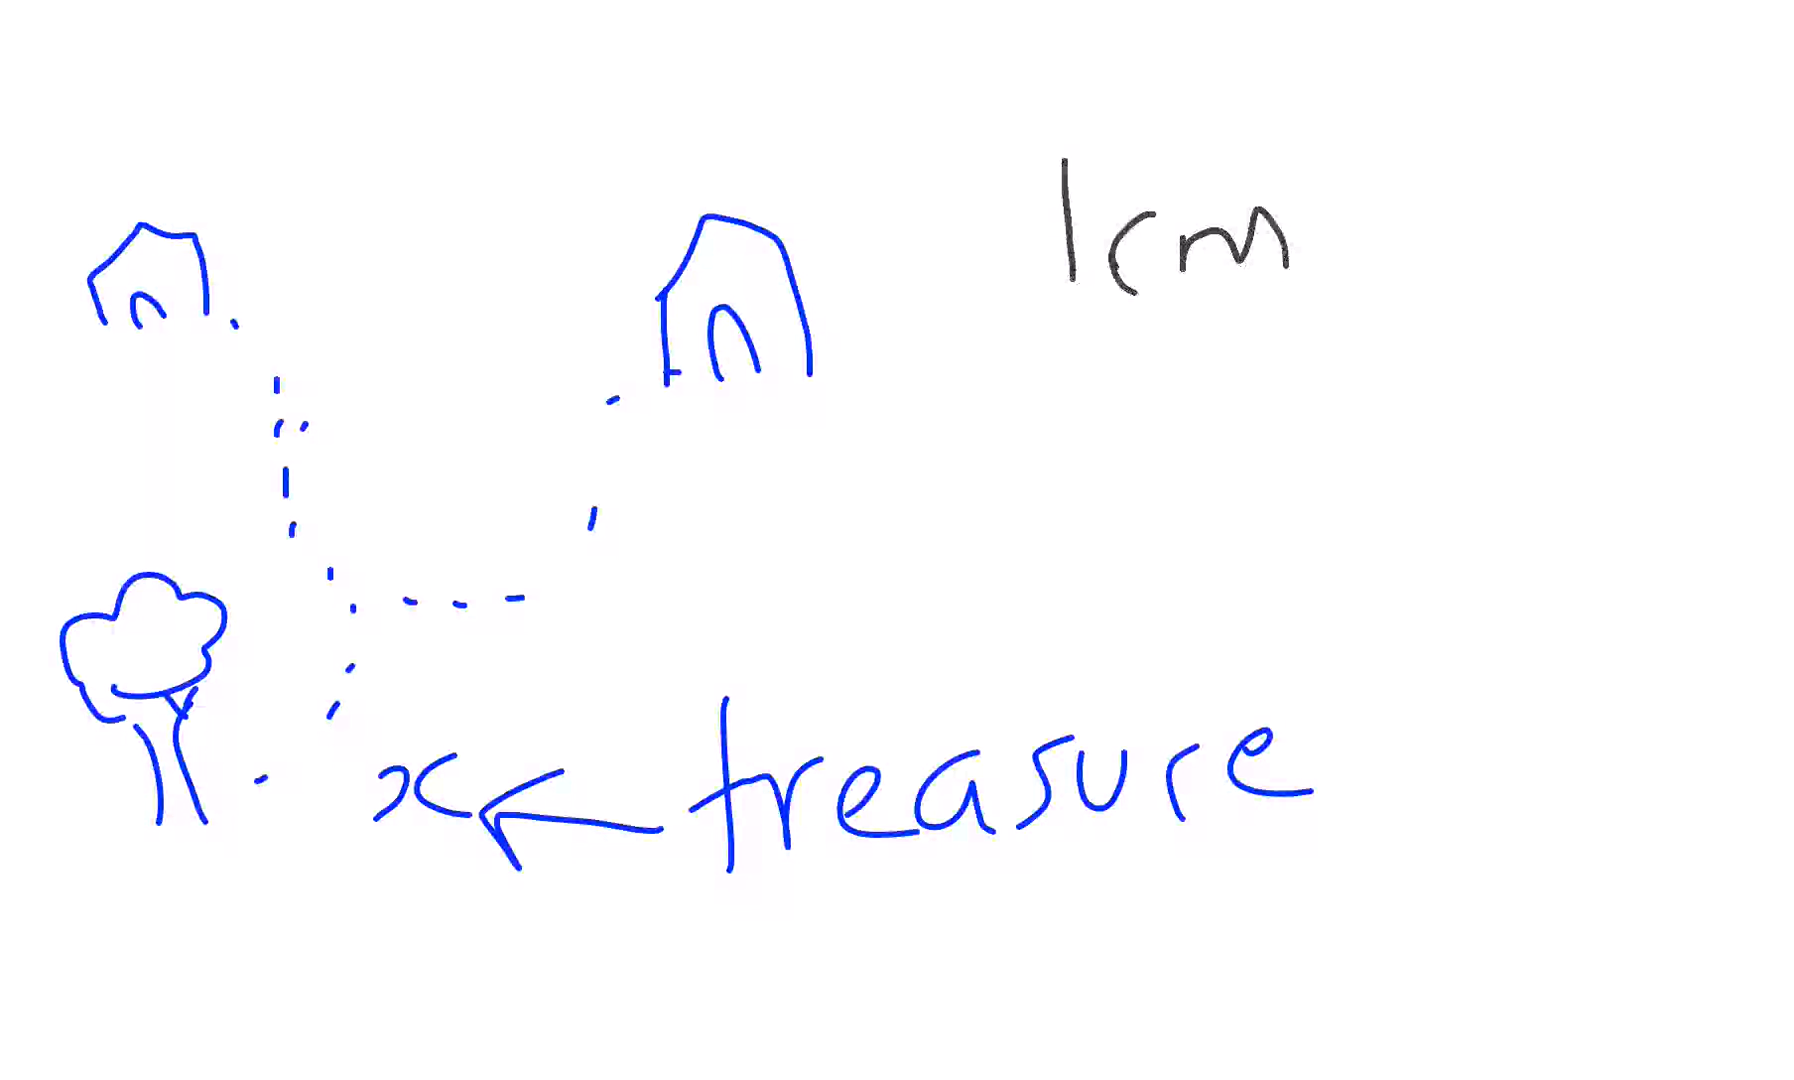 1cm
x ← treasure